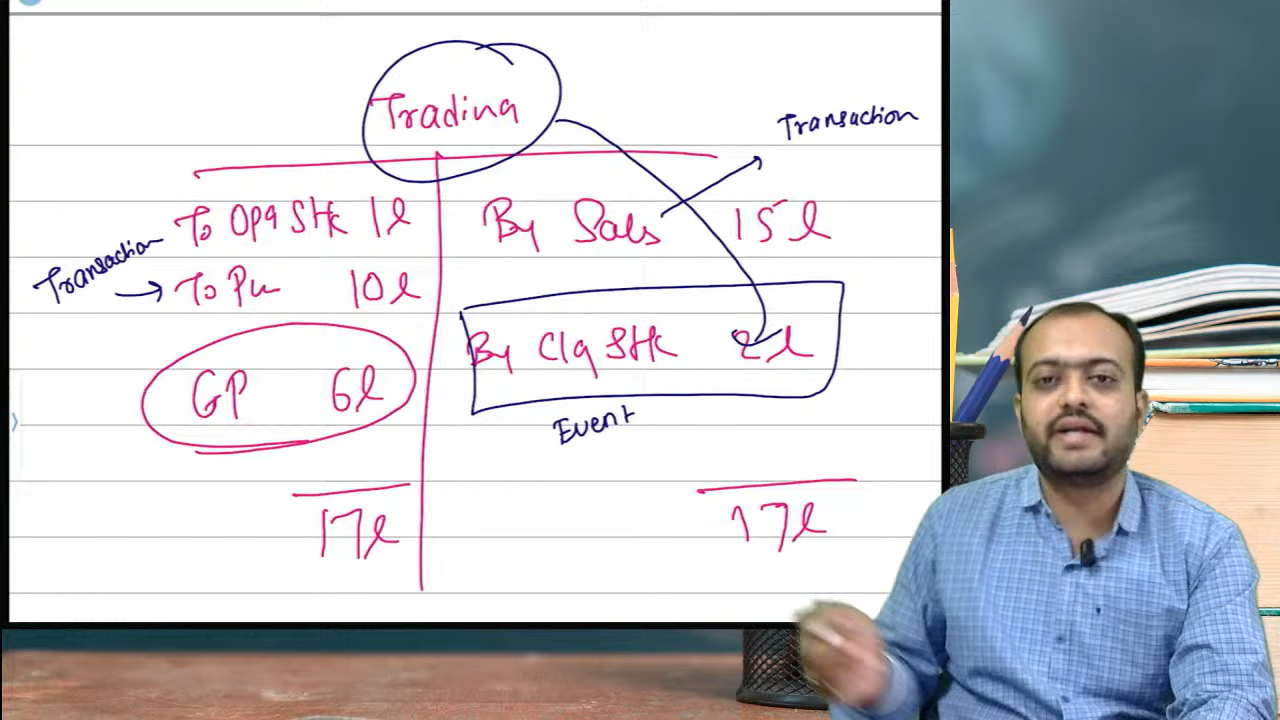 Trading
Transaction
To Opg Stk 1l
By Sales 15l
Transaction
To Pur 10l
By Clg Stk 2l
GP 6l
Event
17l
17l